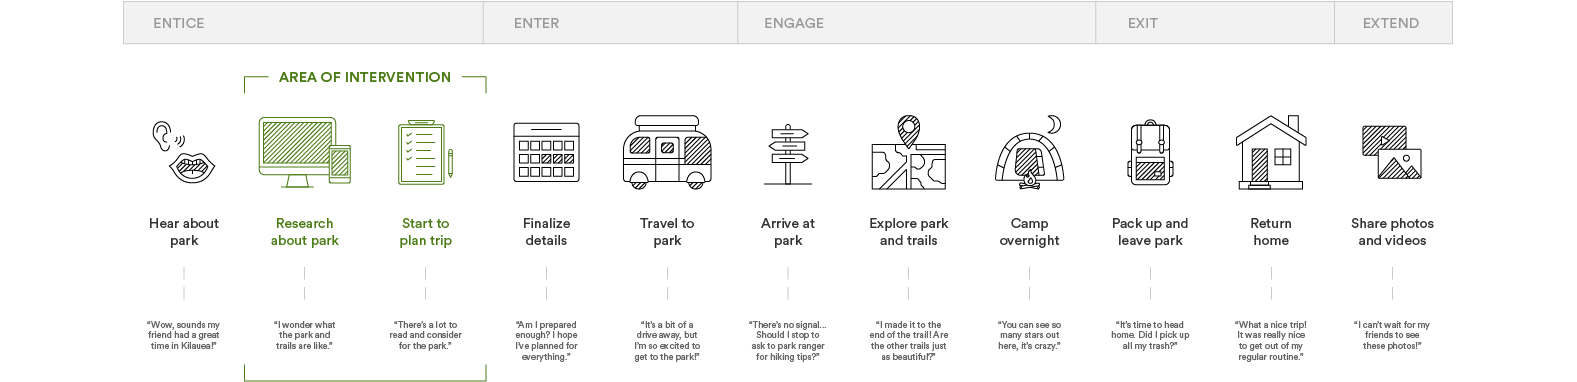 ENTICE
ENTER
ENGAGE
EXIT
EXTEND
AREA OF INTERVENTION
Hear about
park
Research
about park
Start to
plan trip
Finalize
details
Travel to
park
Arrive at
park
Explore park
and trails
Camp
overnight
Pack up and
leave park
Return
home
Share photos
and videos
“Wow, sounds my
friend had a great
time in Kilauea!”
“I wonder what
the park and
trails are like.”
“There’s a lot to
read and consider
for the park.”
“Am I prepared
enough? I hope
I’ve planned for
everything.”
“It’s a bit of a
drive away, but
I’m so excited to
get to the park!”
“There’s no signal...
Should I stop to
ask to park ranger
for hiking tips?”
“I made it to the
end of the trail! Are
the other trails just
as beautiful?”
“You can see so
many stars out
here, it’s crazy.”
“It’s time to head
home. Did I pick up
all my trash?”
“What a nice trip!
It was really nice
to get out of my
regular routine.”
“I can’t wait for my
friends to see
these photos!”